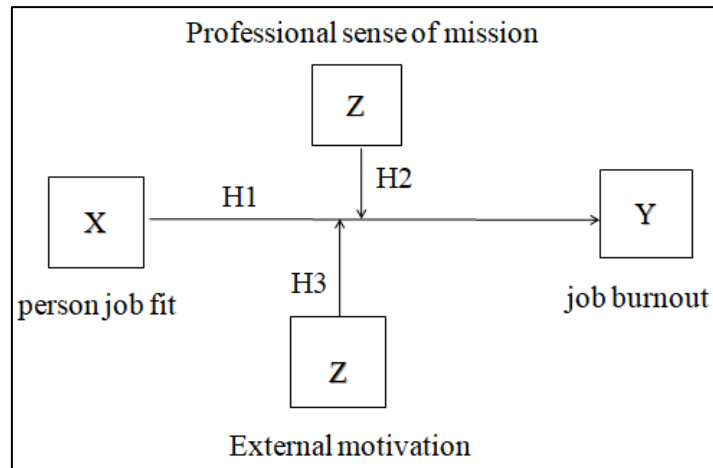 Professional sense of mission
Z
H2
H1
X
Y
H3
person job fit
job burnout
Z
External motivation